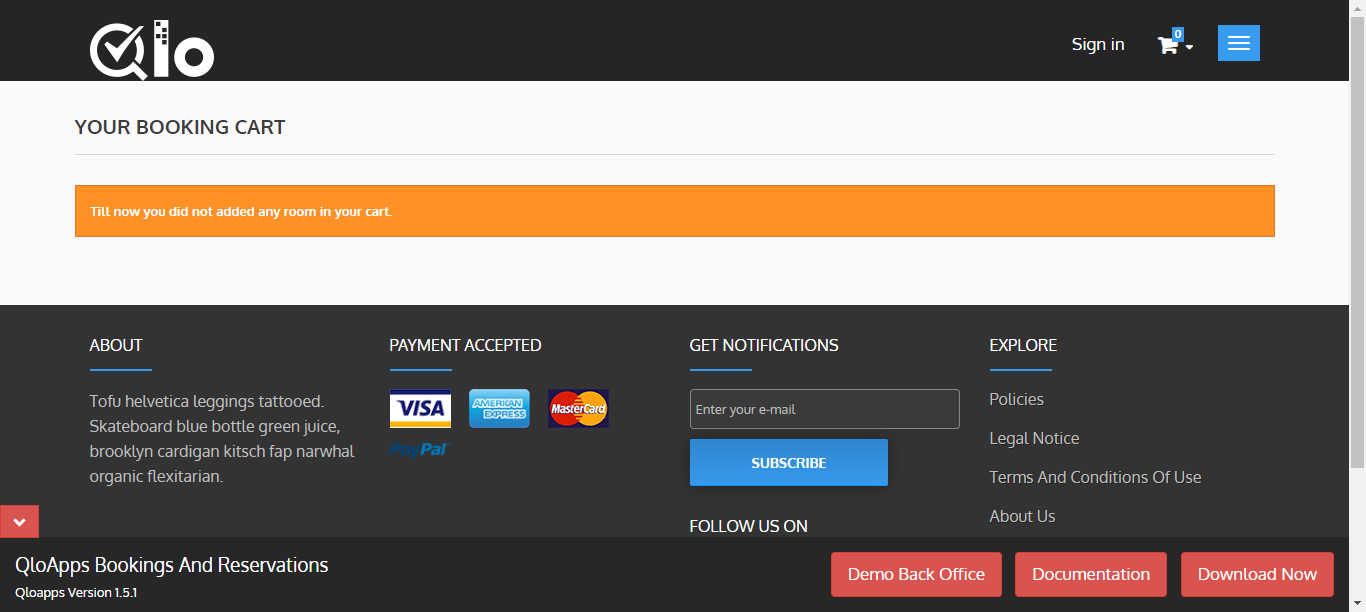 Qlo
Sign in
0
YOUR BOOKING CART
Till now you did not added any room in your cart.
ABOUT
Tofu helvetica leggings tattooed.
Skateboard blue bottle green juice,
brooklyn cardigan kitsch fap narwhal
organic flexitarian.
PAYMENT ACCEPTED
VISA
AMERICAN
EXPRESS
MasterCard
PayPal
GET NOTIFICATIONS
Enter your e-mail
SUBSCRIBE
FOLLOW US ON
EXPLORE
Policies
Legal Notice
Terms And Conditions Of Use
About Us
QloApps Bookings And Reservations
Qloapps Version 1.5.1
Demo Back Office
Documentation
Download Now